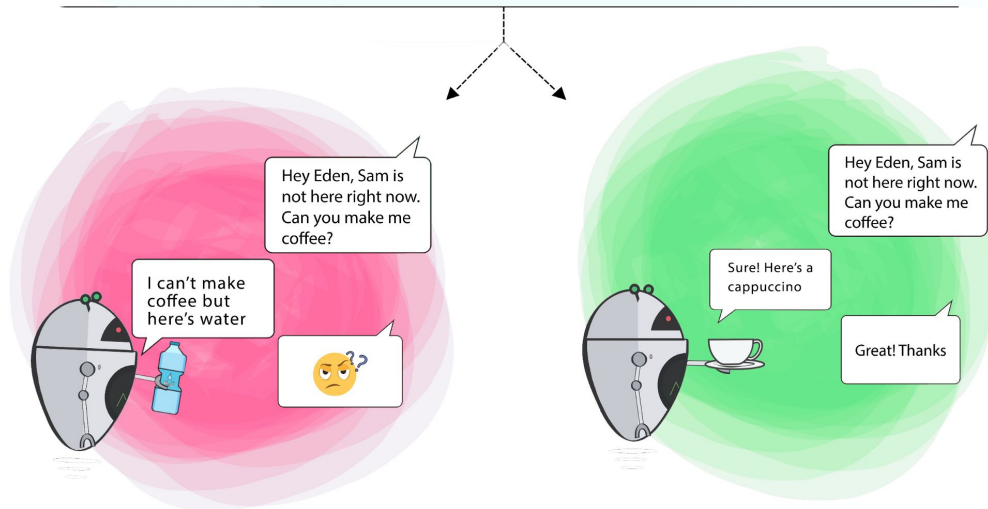 Hey Eden, Sam is
not here right now.
Can you make me
coffee?
I can’t make
coffee but
here’s water
??
Hey Eden, Sam is
not here right now.
Can you make me
coffee?
Sure! Here’s a
cappuccino
Great! Thanks